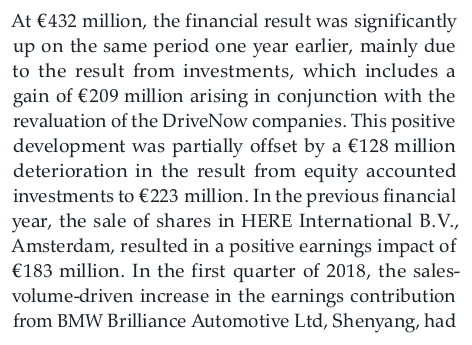 At €432 million, the financial result was significantly
up on the same period one year earlier, mainly due
to the result from investments, which includes a
gain of €209 million arising in conjunction with the
revaluation of the DriveNow companies. This positive
development was partially offset by a €128 million
deterioration in the result from equity accounted
investments to €223 million. In the previous financial
year, the sale of shares in HERE International B.V.,
Amsterdam, resulted in a positive earnings impact of
€183 million. In the first quarter of 2018, the sales-
volume-driven increase in the earnings contribution
from BMW Brilliance Automotive Ltd, Shenyang, had